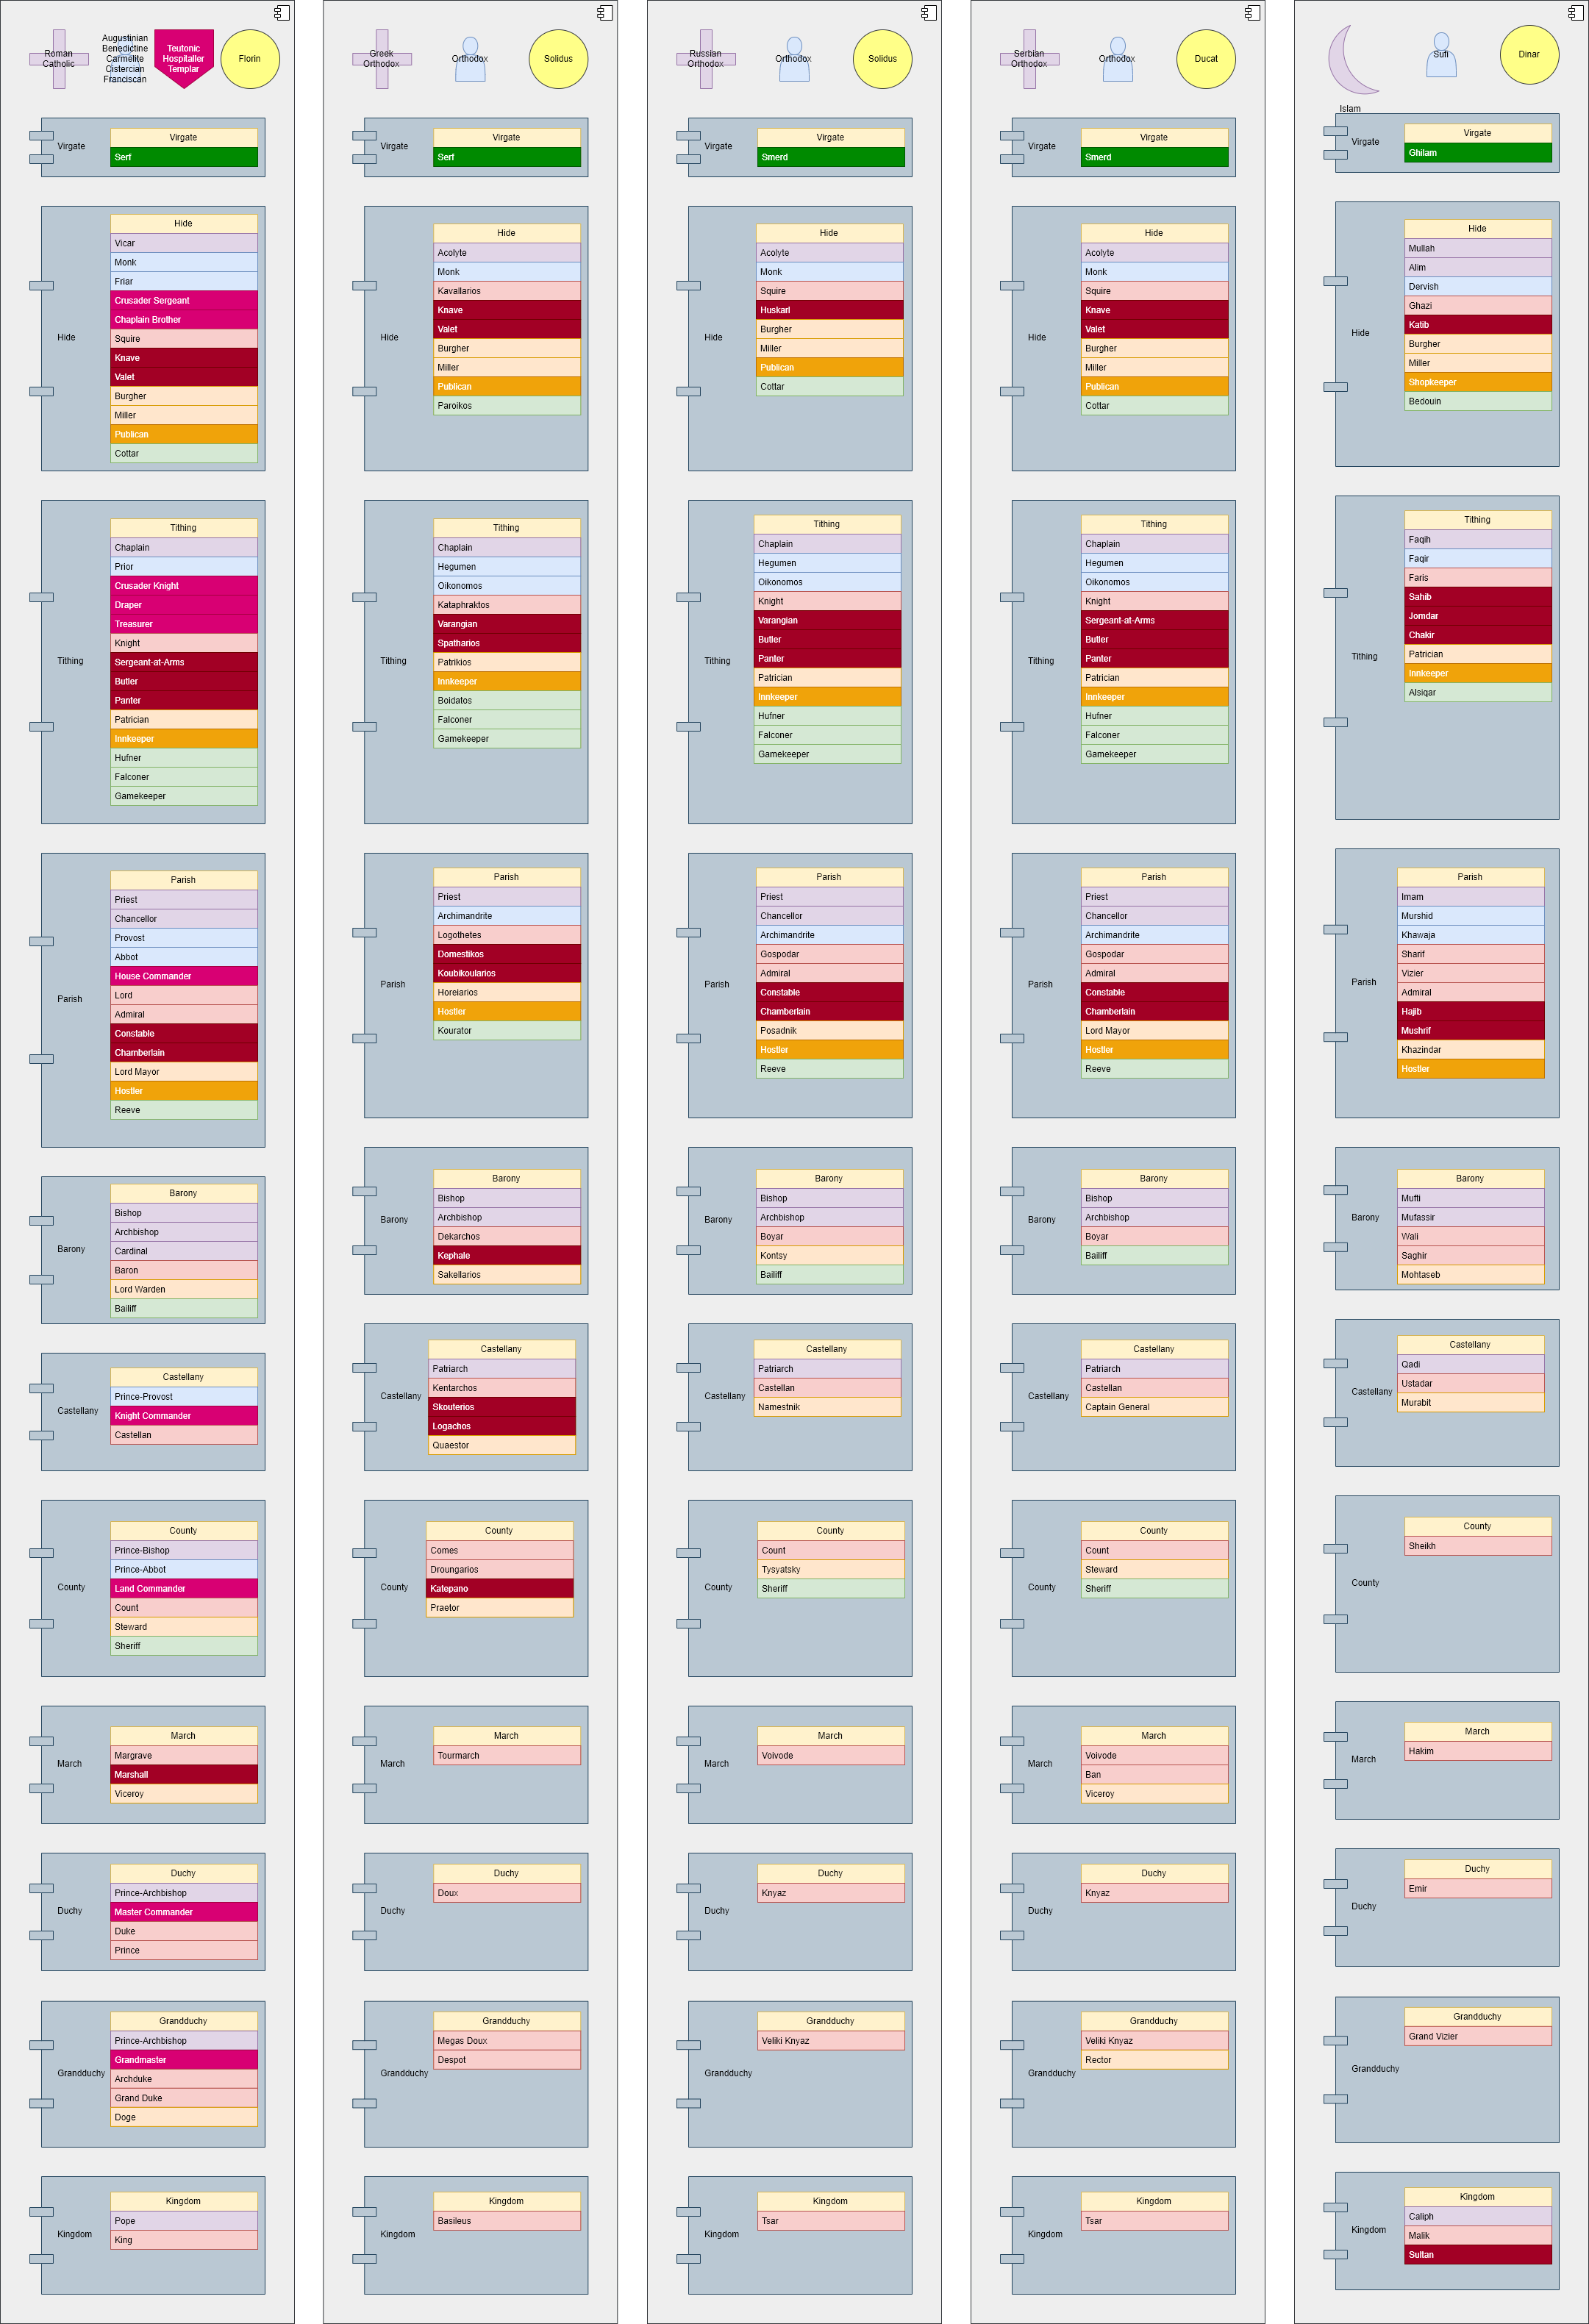 Roman
Catholic
Augustinian
Benedictine
Carmelite
Cistercian
Franciscan
Teutonic
Hospitaller
Templar
Florin
Virgate
Virgate
Serf
Hide
Hide
Vicar
Monk
Friar
Crusader Sergeant
Chaplain Brother
Squire
Knave
Valet
Burgher
Miller
Publican
Cottar
Tithing
Tithing
Chaplain
Prior
Crusader Knight
Draper
Treasurer
Knight
Sergeant-at-Arms
Butler
Panter
Patrician
Innkeeper
Hufner
Falconer
Gamekeeper
Parish
Parish
Priest
Chancellor
Provost
Abbot
House Commander
Lord
Admiral
Constable
Chamberlain
Lord Mayor
Hostler
Reeve
Barony
Barony
Bishop
Archbishop
Cardinal
Baron
Lord Warden
Bailiff
Castellany
Castellany
Prince-Provost
Knight Commander
Castellan
County
County
Prince-Bishop
Prince-Abbot
Land Commander
Count
Steward
Sheriff
March
March
Margrave
Marshall
Viceroy
Duchy
Duchy
Prince-Archbishop
Master Commander
Duke
Prince
Grandduchy
Grandduchy
Prince-Archbishop
Grandmaster
Archduke
Grand Duke
Doge
Kingdom
Kingdom
Pope
King
Greek
Orthodox
Orthodox
Solidus
Virgate
Virgate
Serf
Hide
Hide
Acolyte
Monk
Kavallarios
Knave
Valet
Burgher
Miller
Publican
Paroikos
Tithing
Tithing
Chaplain
Hegumen
Oikonomos
Kataphraktos
Varangian
Spatharios
Patrikios
Innkeeper
Boidatos
Falconer
Gamekeeper
Parish
Parish
Priest
Archimandrite
Logothetes
Domestikos
Koubikoularios
Horeiarios
Hostler
Kourator
Barony
Barony
Bishop
Archbishop
Dekarchos
Kephale
Sakellarios
Castellany
Castellany
Patriarch
Kentarchos
Skouterios
Logachos
Quaestor
County
County
Comes
Droungarios
Katepano
Praetor
March
March
Tourmarch
Duchy
Duchy
Doux
Grandduchy
Grandduchy
Megas Doux
Despot
Kingdom
Kingdom
Basileus
Russian
Orthodox
Orthodox
Solidus
Virgate
Virgate
Smerd
Hide
Hide
Acolyte
Monk
Squire
Huskarl
Burgher
Miller
Publican
Cottar
Tithing
Tithing
Chaplain
Hegumen
Oikonomos
Knight
Varangian
Butler
Panter
Patrician
Innkeeper
Hufner
Falconer
Gamekeeper
Parish
Parish
Priest
Chancellor
Archimandrite
Gospodar
Admiral
Constable
Chamberlain
Posadnik
Hostler
Reeve
Barony
Barony
Bishop
Archbishop
Boyar
Kontsy
Bailiff
Castellany
Castellany
Patriarch
Castellan
Namestnik
County
County
Count
Tysyatsky
Sheriff
March
March
Voivode
Duchy
Duchy
Knyaz
Grandduchy
Grandduchy
Veliki Knyaz
Kingdom
Kingdom
Tsar
Serbian
Orthodox
Orthodox
Ducat
Virgate
Virgate
Smerd
Hide
Hide
Acolyte
Monk
Squire
Knave
Valet
Burgher
Miller
Publican
Cottar
Tithing
Tithing
Chaplain
Hegumen
Oikonomos
Knight
Sergeant-at-Arms
Butler
Panter
Patrician
Innkeeper
Hufner
Falconer
Gamekeeper
Parish
Parish
Priest
Chancellor
Archimandrite
Gospodar
Admiral
Constable
Chamberlain
Lord Mayor
Hostler
Reeve
Barony
Barony
Bishop
Archbishop
Boyar
Bailiff
Castellany
Castellany
Patriarch
Castellan
Captain General
County
County
Count
Steward
Sheriff
March
March
Voivode
Ban
Viceroy
Duchy
Duchy
Knyaz
Grandduchy
Grandduchy
Veliki Knyaz
Rector
Kingdom
Kingdom
Tsar
Islam
Sufi
Dinar
Virgate
Virgate
Ghilam
Hide
Hide
Mullah
Alim
Dervish
Ghazi
Katib
Burgher
Miller
Shopkeeper
Bedouin
Tithing
Tithing
Faqih
Faqir
Faris
Sahib
Jomdar
Chakir
Patrician
Innkeeper
Alsiqar
Parish
Parish
Imam
Murshid
Khawaja
Sharif
Vizier
Admiral
Hajib
Mushrif
Khazindar
Hostler
Barony
Barony
Mufti
Mufassir
Wali
Saghir
Mohtaseb
Castellany
Castellany
Qadi
Ustadar
Murabit
County
County
Sheikh
March
March
Hakim
Duchy
Duchy
Emir
Grandduchy
Grandduchy
Grand Vizier
Kingdom
Kingdom
Caliph
Malik
Sultan